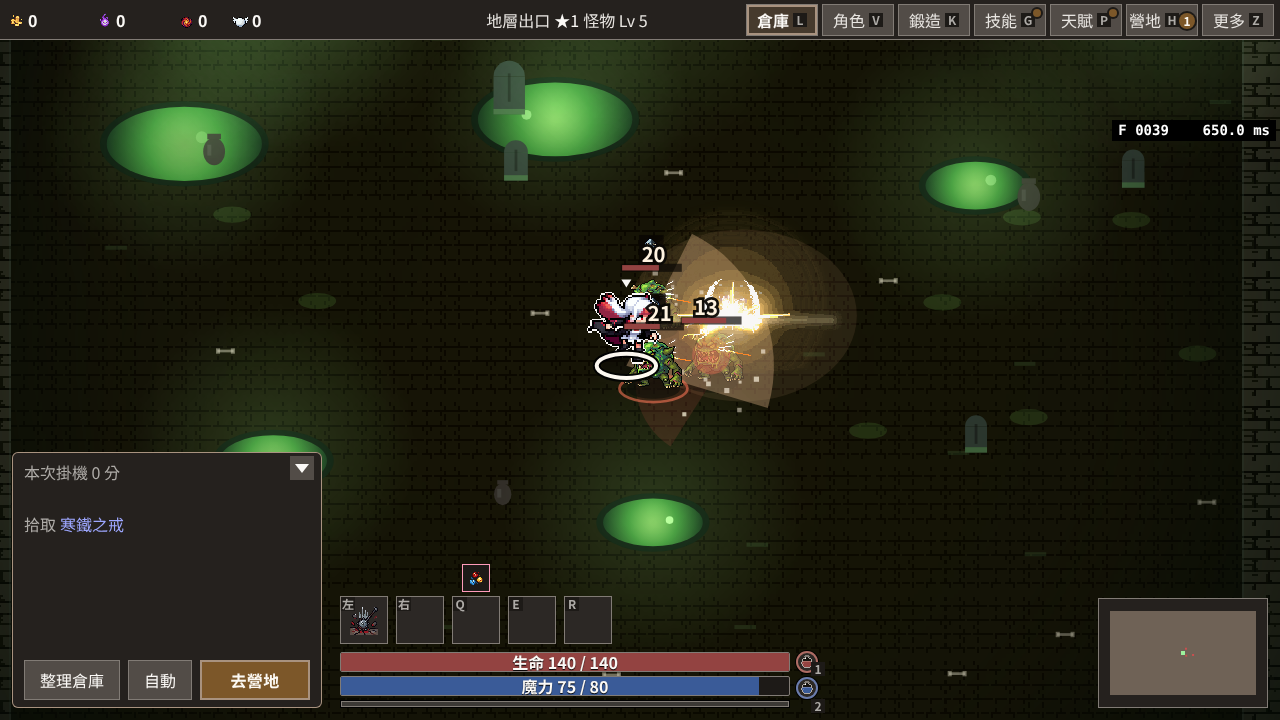 0 0 0 0
地層出口 ★1 怪物 Lv 5
倉庫 L 角色 V 鍛造 K 技能 G 天賦 P 營地 H 1 更多 Z
F 0039 650.0 ms
20
21 13
本次掛機 0 分
拾取 寒鐵之戒
整理倉庫 自動 去營地
左 右 Q E R
生命 140 / 140 1
魔力 75 / 80 2